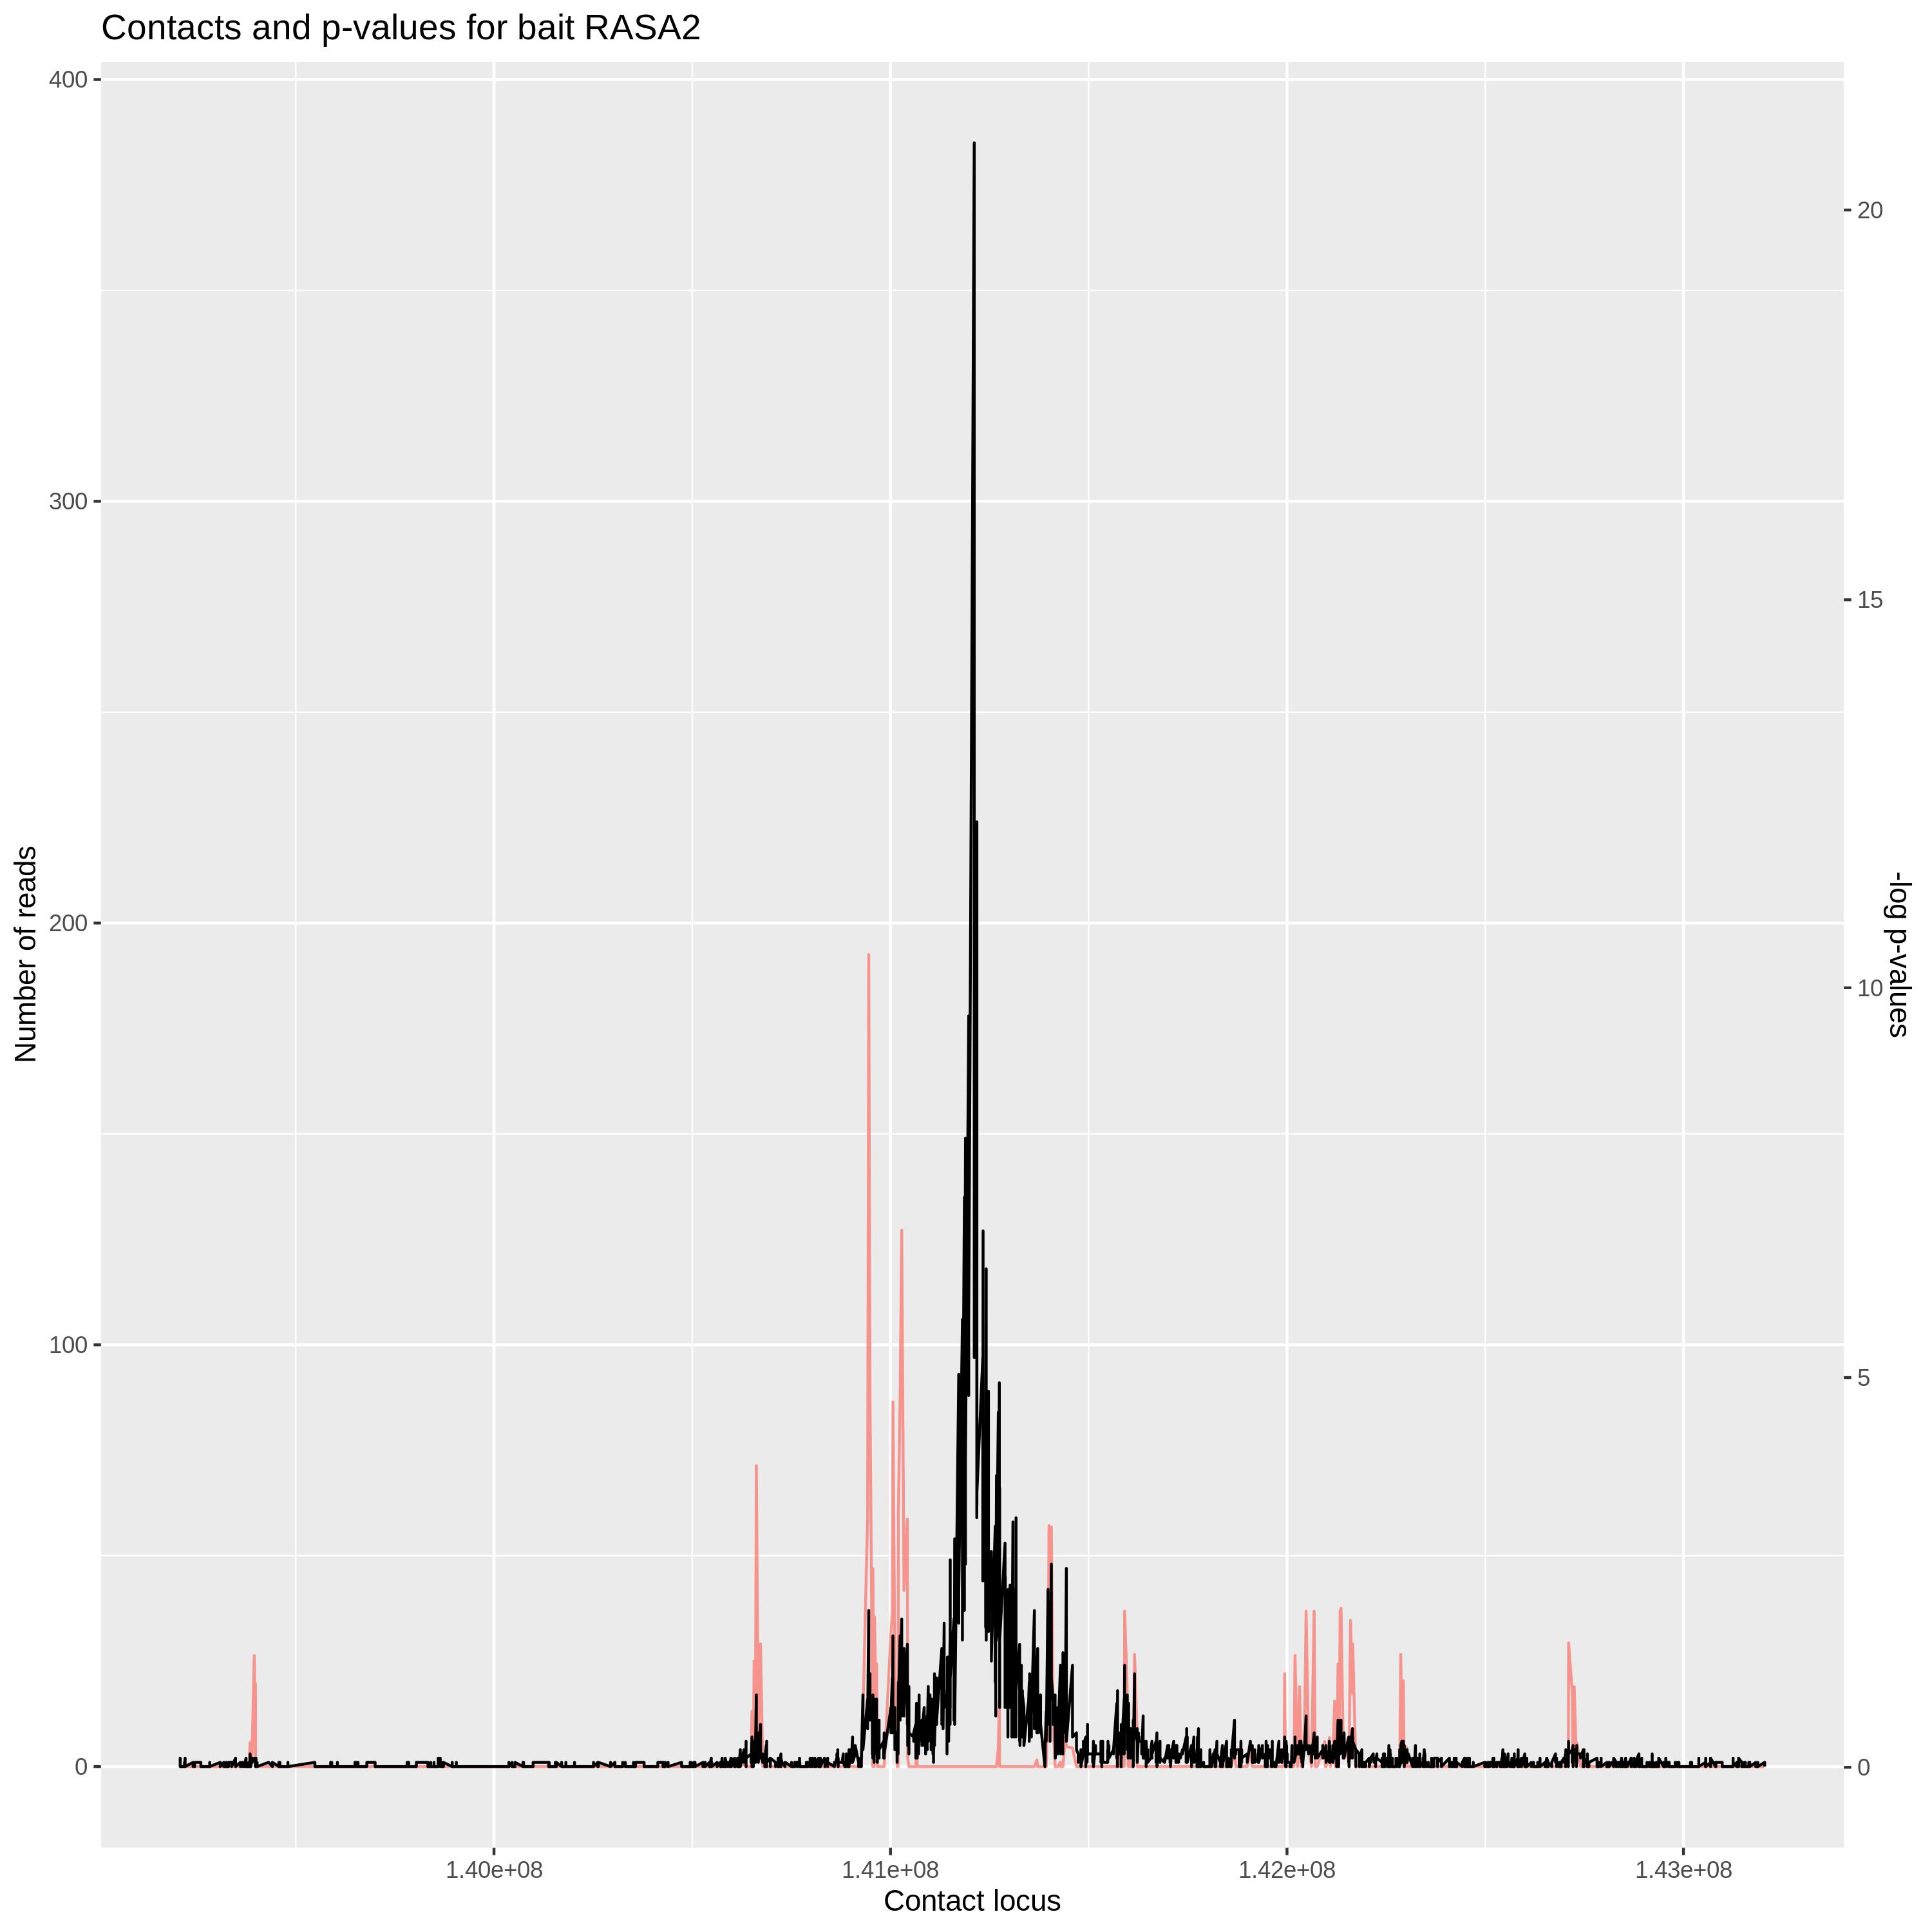 Contacts and p-values for bait RASA2
400
300
200
100
0
Number of reads
20
15
10
5
0
-log p-values
1.40e+08
1.41e+08
1.42e+08
1.43e+08
Contact locus